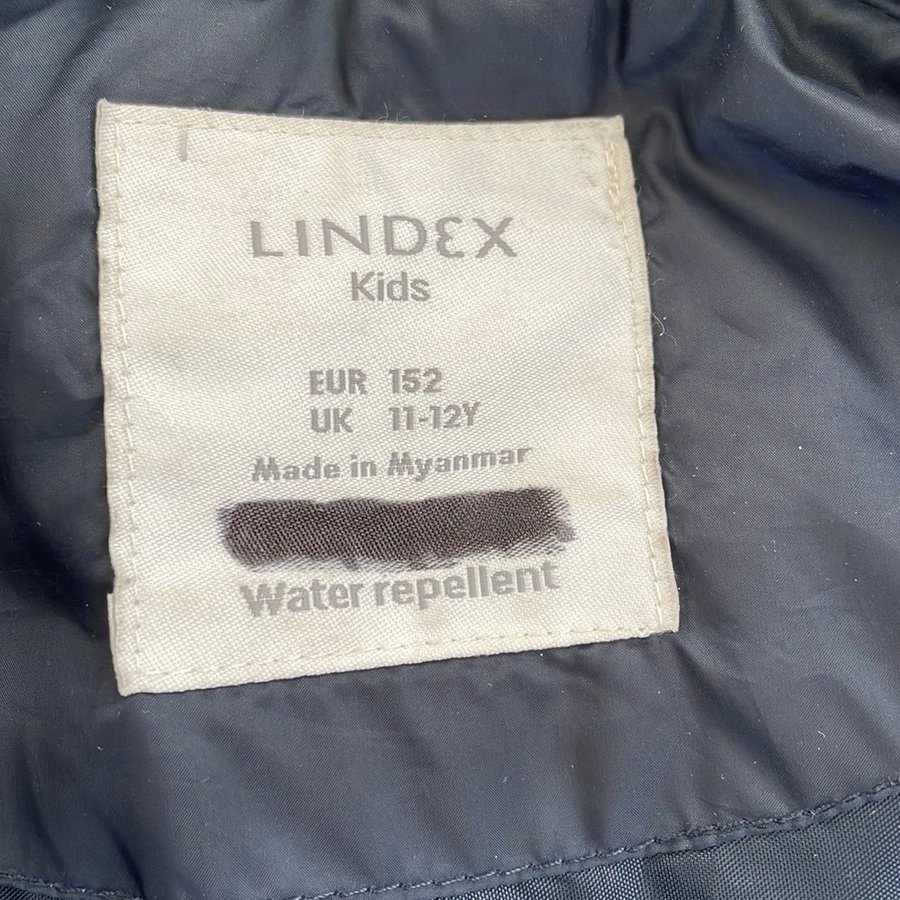 LINDEX
Kids
EUR 152
UK 11-12Y
Made in Myanmar
Water repellent